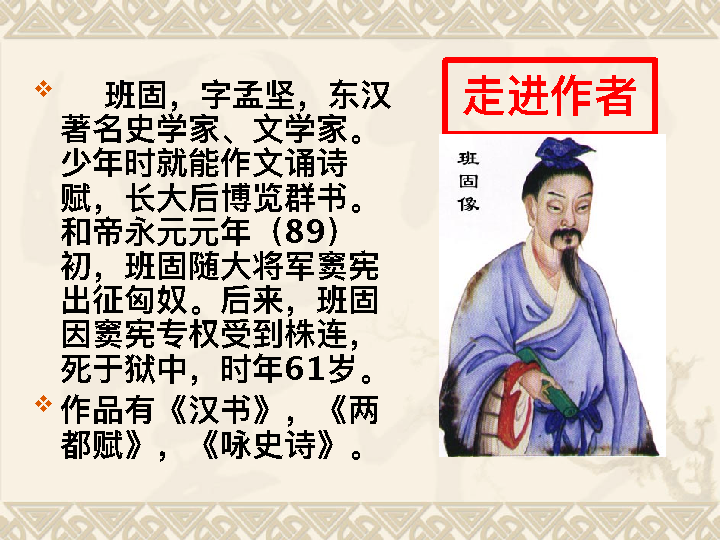 走进作者
班固，字孟坚，东汉
著名史学家、文学家。
少年时就能作文诵诗
赋，长大后博览群书。
和帝永元元年（89）
初，班固随大将军窦宪
出征匈奴。后来，班固
因窦宪专权受到株连，
死于狱中，时年61岁。
作品有《汉书》，《两
都赋》，《咏史诗》。
班
固
像